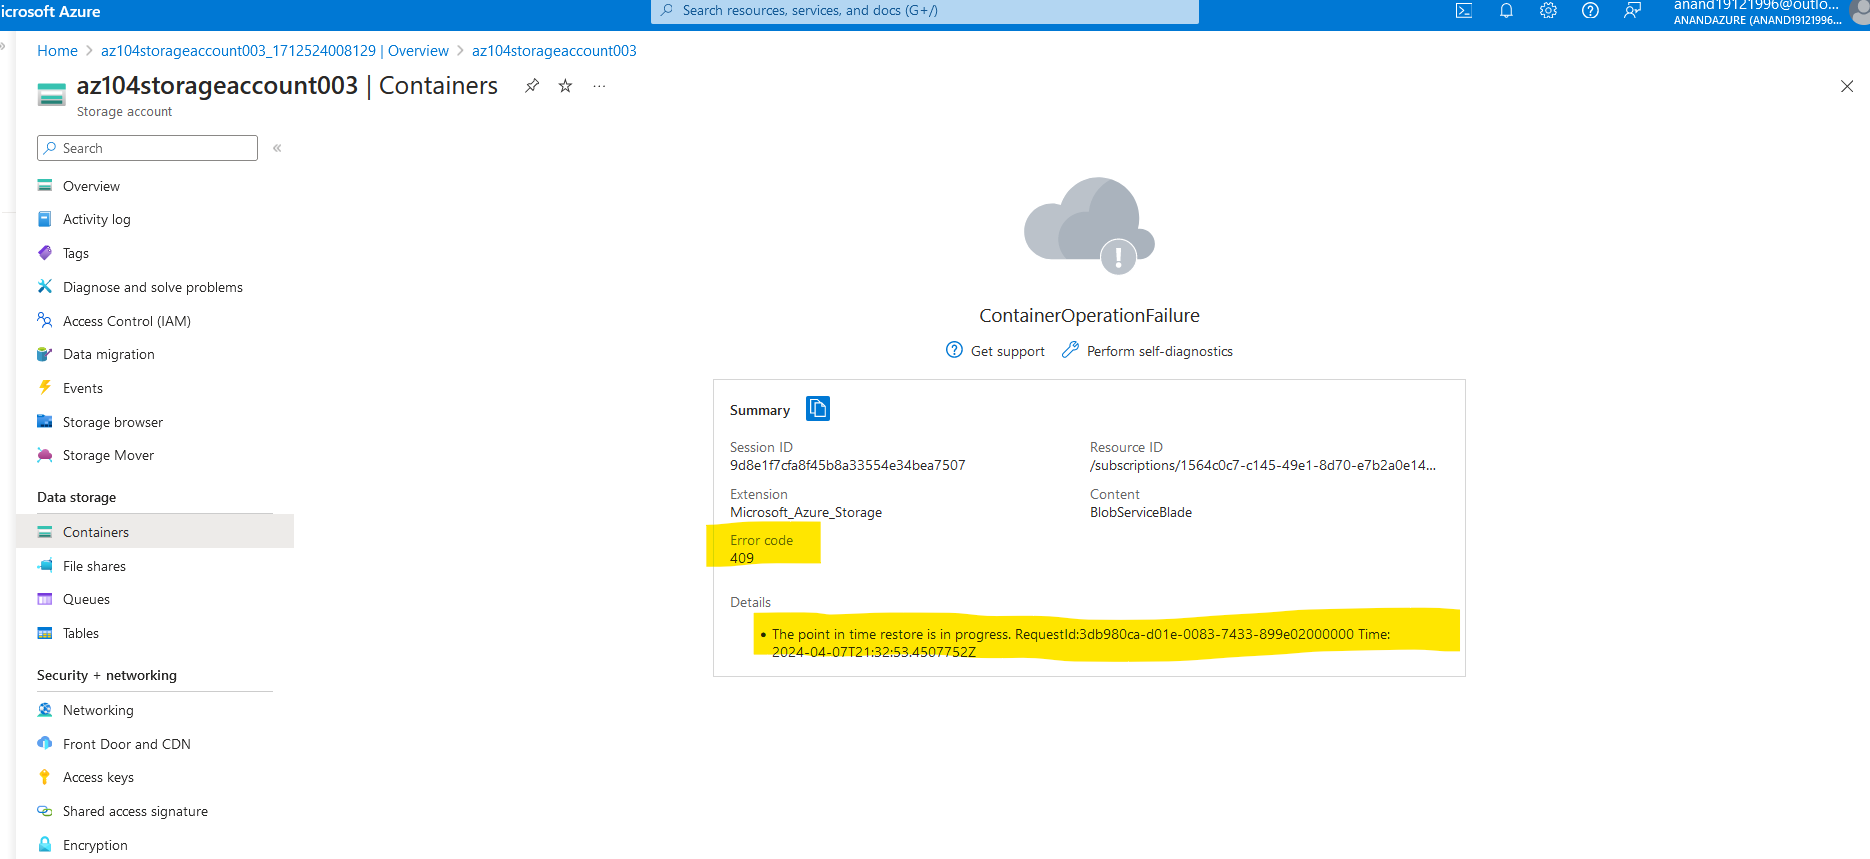 icrosoft Azure
Search resources, services, and docs (G+/)
anand19121996@outlo...
ANANDAZURE (ANAND19121996...
Home > az104storageaccount003_1712524008129 | Overview > az104storageaccount003
az104storageaccount003 | Containers
Storage account
Search
Overview
Activity log
Tags
Diagnose and solve problems
Access Control (IAM)
Data migration
Events
Storage browser
Storage Mover
Data storage
Containers
File shares
Queues
Tables
Security + networking
Networking
Front Door and CDN
Access keys
Shared access signature
Encryption
ContainerOperationFailure
Get support
Perform self-diagnostics
Summary
Session ID
9d8e1f7cfa8f45b8a33554e34bea7507
Resource ID
/subscriptions/1564c0c7-c145-49e1-8d70-e7b2a0e14...
Extension
Microsoft_Azure_Storage
Content
BlobServiceBlade
Error code
409
Details
• The point in time restore is in progress. RequestId:3db980ca-d01e-0083-7433-899e02000000 Time:
2024-04-07T21:32:53.4507752Z